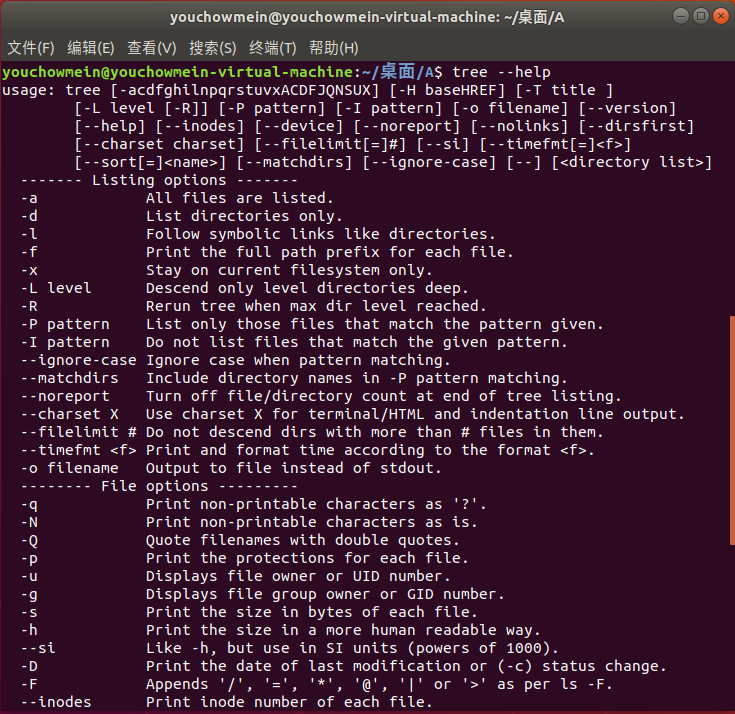 youchowmein@youchowmein-virtual-machine: ~/桌面/A
文件(F) 编辑(E) 查看(V) 搜索(S) 终端(T) 帮助(H)
youchowmein@youchowmein-virtual-machine:~/桌面/A$ tree --help
usage: tree [-acdfghilnpqrstuvxACDFJQNSUX] [-H baseHREF] [-T title ]
        [-L level [-R]] [-P pattern] [-I pattern] [-o filename] [--version]
        [--help] [--inodes] [--device] [--noreport] [--nolinks] [--dirsfirst]
        [--charset charset] [--filelimit[=]#] [--si] [--timefmt[=]<f>]
        [--sort[=]<name>] [--matchdirs] [--ignore-case] [--] [<directory list>]
  ------- Listing options -------
  -a            All files are listed.
  -d            List directories only.
  -l            Follow symbolic links like directories.
  -f            Print the full path prefix for each file.
  -x            Stay on current filesystem only.
  -L level      Descend only level directories deep.
  -R            Rerun tree when max dir level reached.
  -P pattern    List only those files that match the pattern given.
  -I pattern    Do not list files that match the given pattern.
  --ignore-case Ignore case when pattern matching.
  --matchdirs   Include directory names in -P pattern matching.
  --noreport    Turn off file/directory count at end of tree listing.
  --charset X   Use charset X for terminal/HTML and indentation line output.
  --filelimit # Do not descend dirs with more than # files in them.
  --timefmt <f> Print and format time according to the format <f>.
  -o filename   Output to file instead of stdout.
  -------- File options ---------
  -q            Print non-printable characters as '?'.
  -N            Print non-printable characters as is.
  -Q            Quote filenames with double quotes.
  -p            Print the protections for each file.
  -u            Displays file owner or UID number.
  -g            Displays file group owner or GID number.
  -s            Print the size in bytes of each file.
  -h            Print the size in a more human readable way.
  --si          Like -h, but use in SI units (powers of 1000).
  -D            Print the date of last modification or (-c) status change.
  -F            Appends '/', '=', '*', '@', '|' or '>' as per ls -F.
  --inodes      Print inode number of each file.